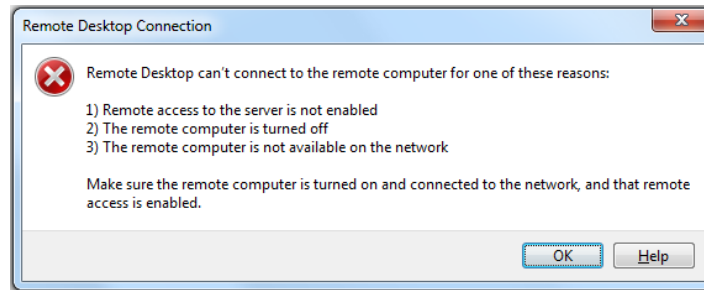 Remote Desktop Connection
Remote Desktop can't connect to the remote computer for one of these reasons:
1) Remote access to the server is not enabled
2) The remote computer is turned off
3) The remote computer is not available on the network
Make sure the remote computer is turned on and connected to the network, and that remote
access is enabled.
OK
Help